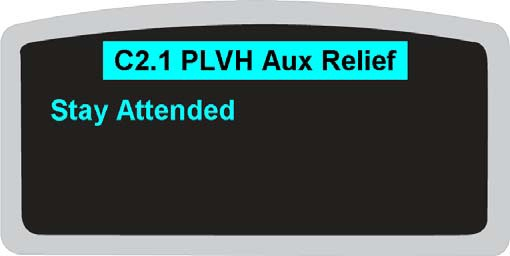 C2.1 PLVH Aux Relief
Stay Attended